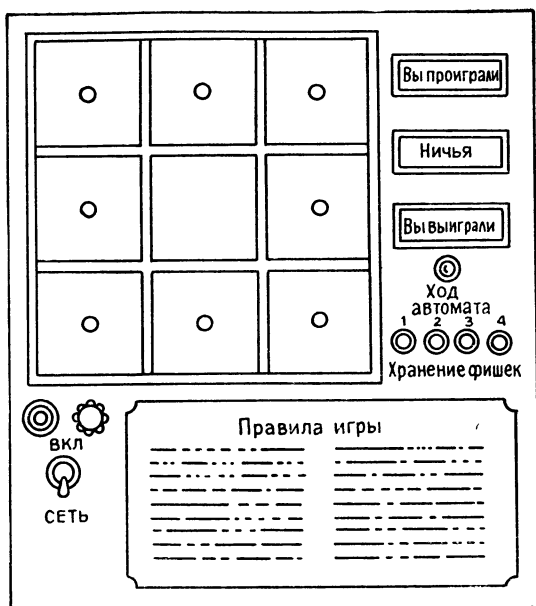 Вы проиграли
Ничья
Вы выиграли
Ход
автомата
1 2 3 4
Хранение фишек
ВКЛ
СЕТЬ
Правила игры